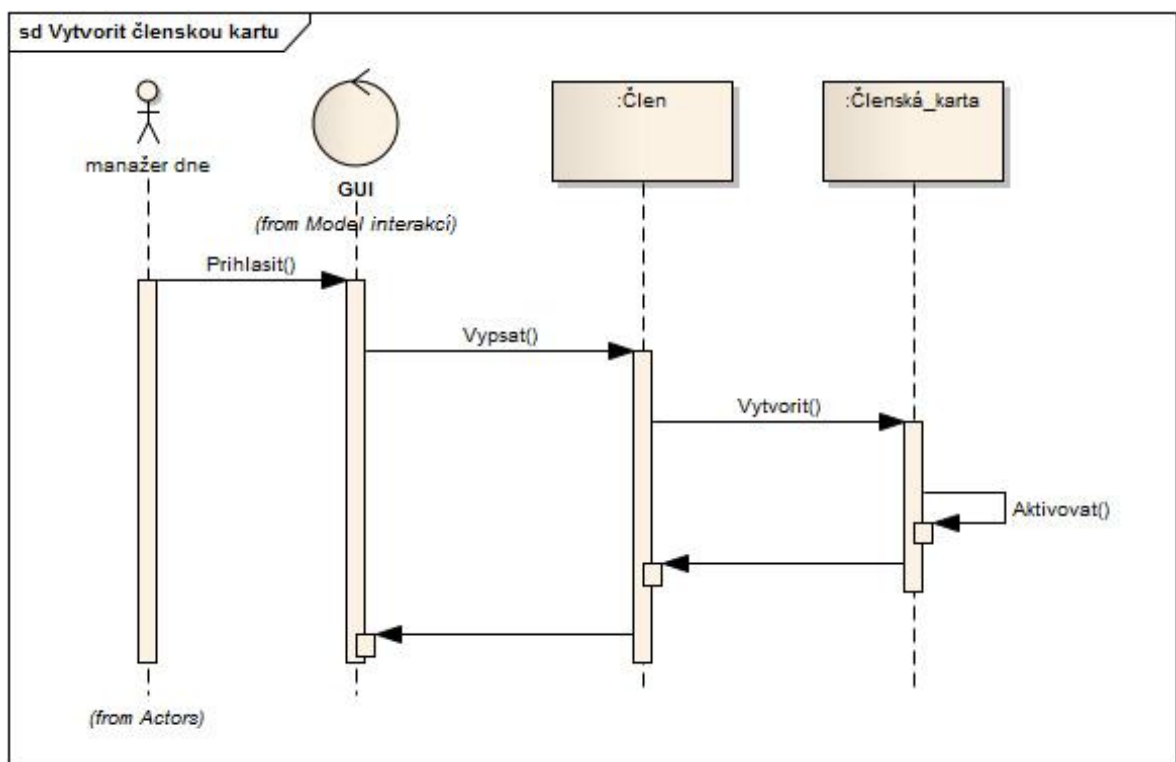 sd Vytvorit členskou kartu
manažer dne
GUI
(from Model interakcí)
:Člen
:Členská_karta
Prihlasit()
Vypsat()
Vytvorit()
Aktivovat()
(from Actors)